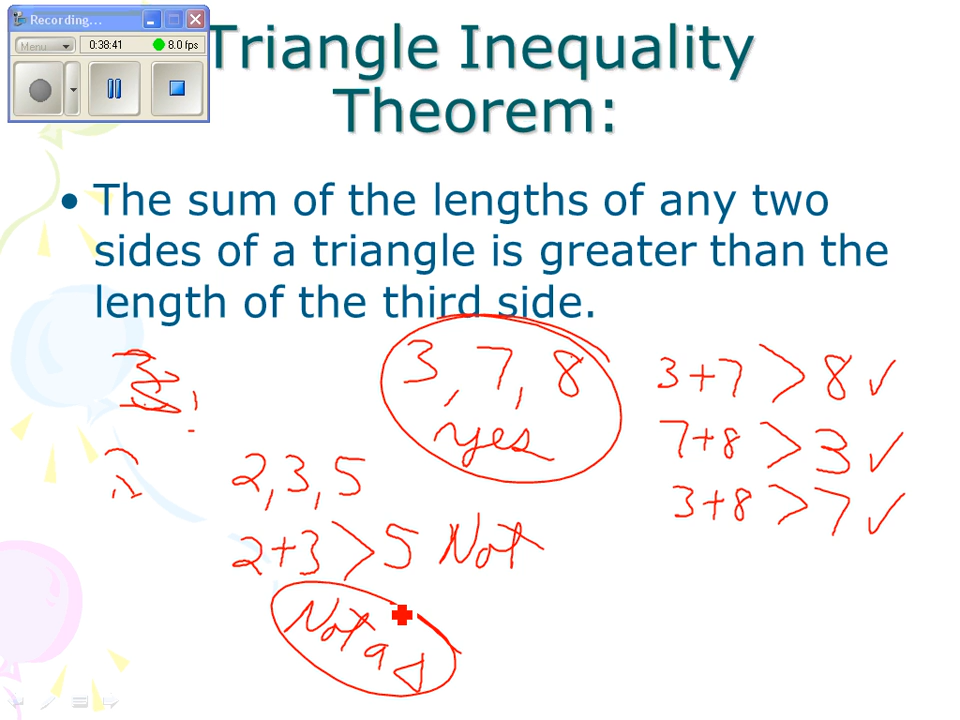 Recording...
Menu
0:38:41
8.0 fps
Triangle Inequality
Theorem:
• The sum of the lengths of any two
sides of a triangle is greater than the
length of the third side.
3, 7, 8
yes
3+7 > 8 ✓
7+8 > 3 ✓
3+8 > 7 ✓
2, 3, 5
2+3 > 5 Not
Not a △